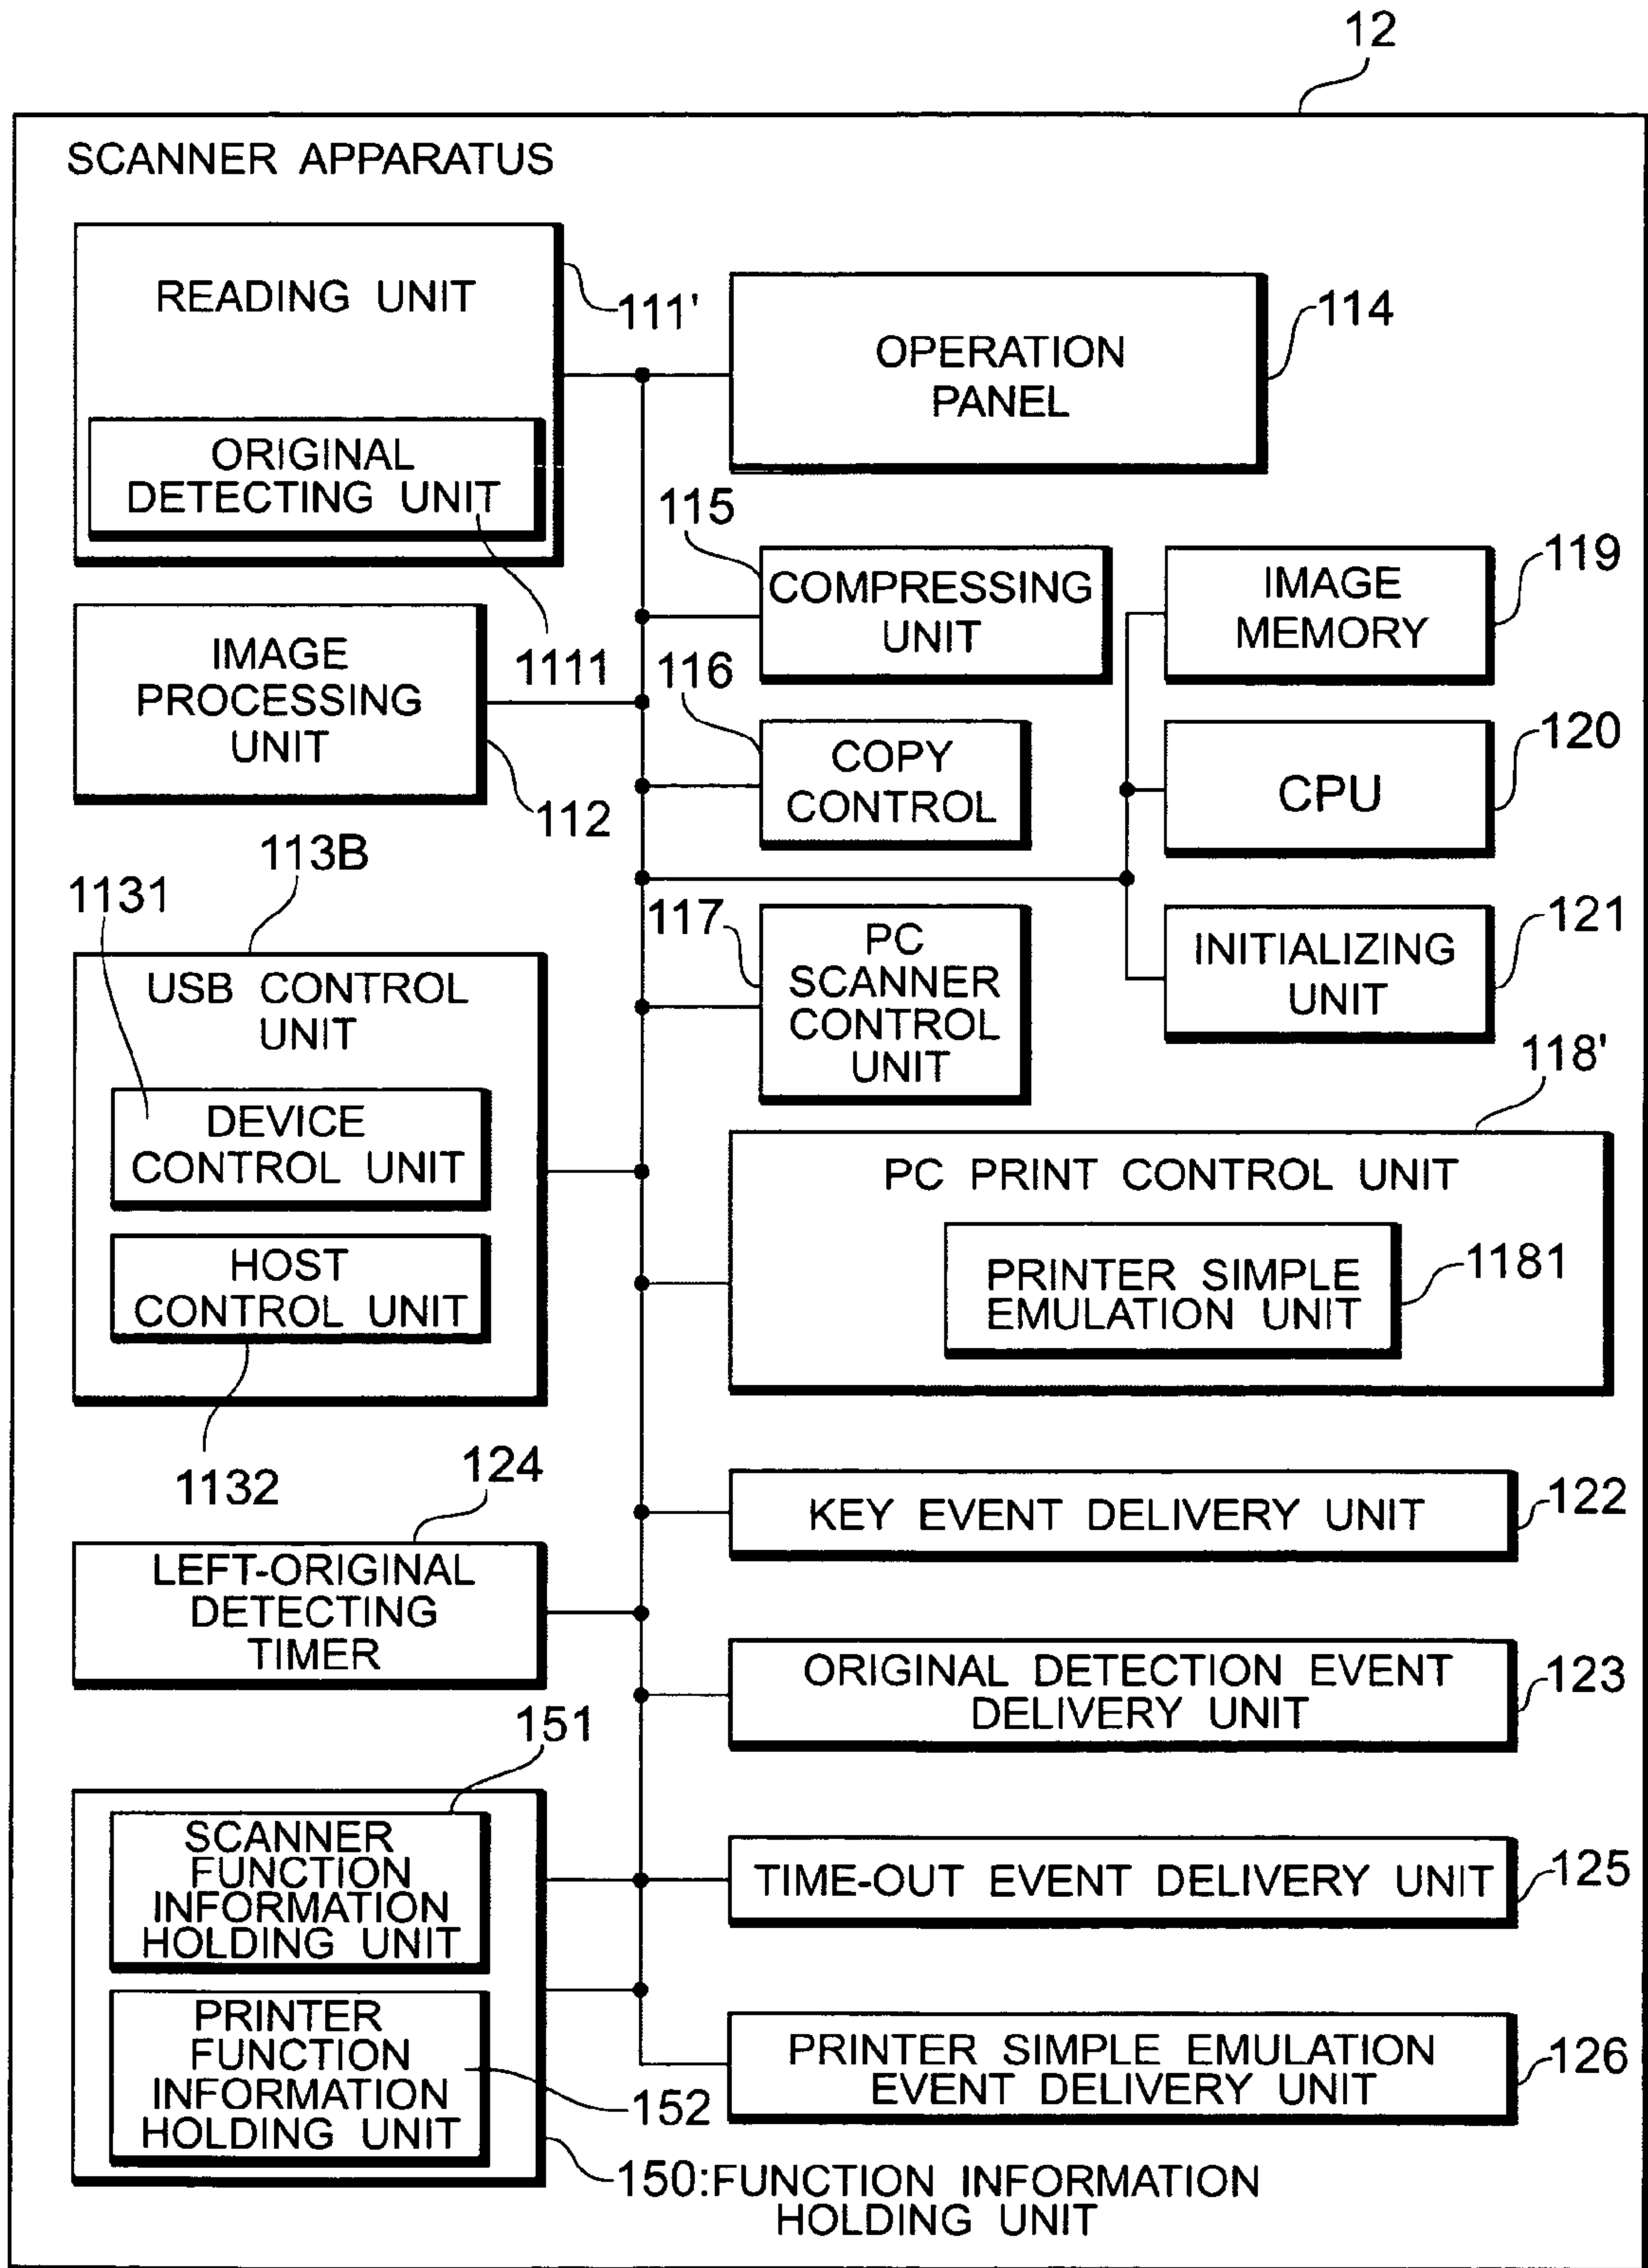 12
SCANNER APPARATUS
READING UNIT
111'
ORIGINAL
DETECTING UNIT
1111
OPERATION
PANEL
114
115
COMPRESSING
UNIT
IMAGE
MEMORY
119
IMAGE
PROCESSING
UNIT
112
116
COPY
CONTROL
CPU
120
113B
1131
USB CONTROL
UNIT
DEVICE
CONTROL UNIT
HOST
CONTROL UNIT
1132
117
PC
SCANNER
CONTROL
UNIT
INITIALIZING
UNIT
121
118'
PC PRINT CONTROL UNIT
PRINTER SIMPLE
EMULATION UNIT
1181
124
LEFT-ORIGINAL
DETECTING
TIMER
KEY EVENT DELIVERY UNIT
122
ORIGINAL DETECTION EVENT
DELIVERY UNIT
123
151
SCANNER
FUNCTION
INFORMATION
HOLDING UNIT
TIME-OUT EVENT DELIVERY UNIT
125
PRINTER
FUNCTION
INFORMATION
HOLDING UNIT
152
PRINTER SIMPLE EMULATION
EVENT DELIVERY UNIT
126
150:FUNCTION INFORMATION
HOLDING UNIT